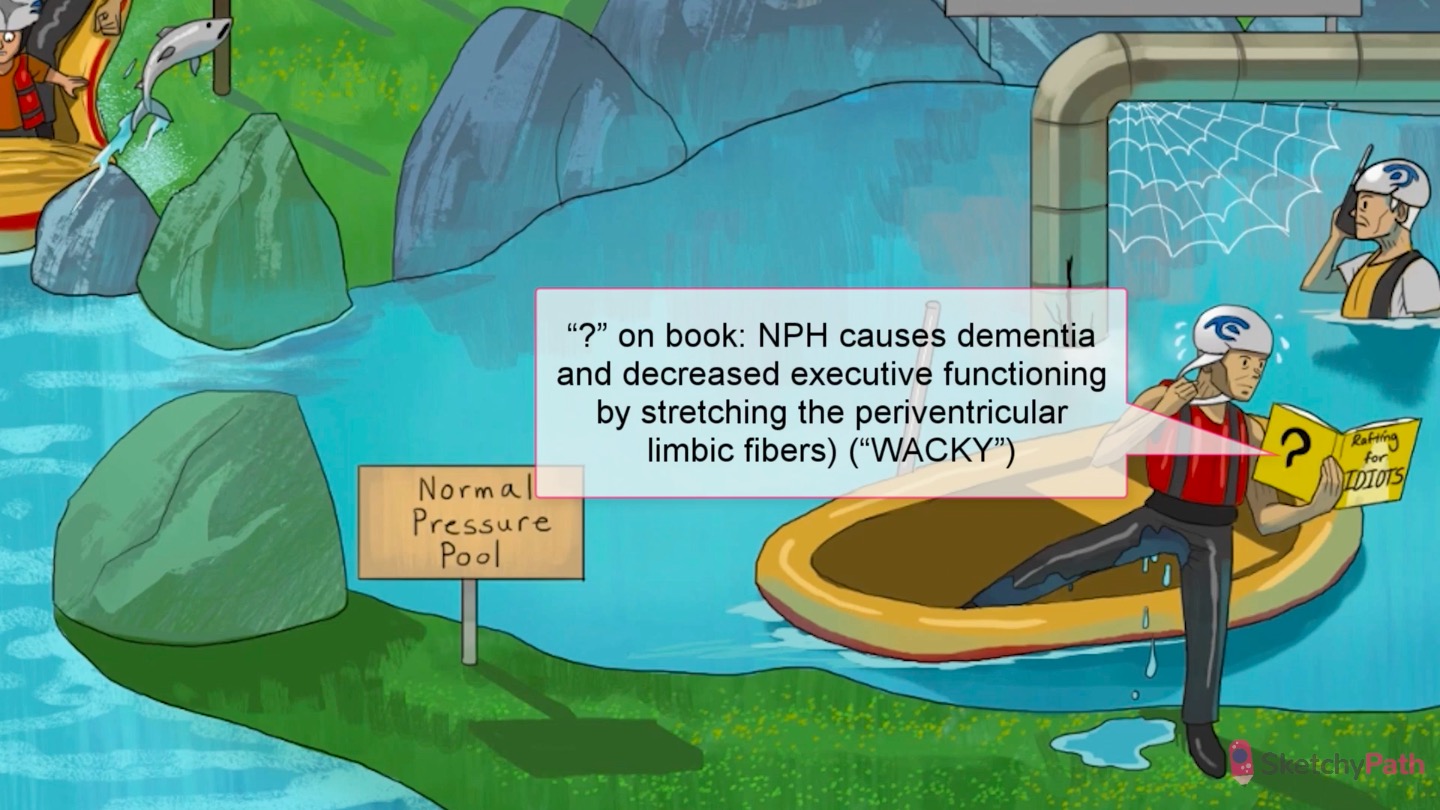 “?” on book: NPH causes dementia
and decreased executive functioning
by stretching the periventricular
limbic fibers) (“WACKY”)
?
Rafting
for
IDIOTS
Normal
Pressure
Pool
SketchyPath